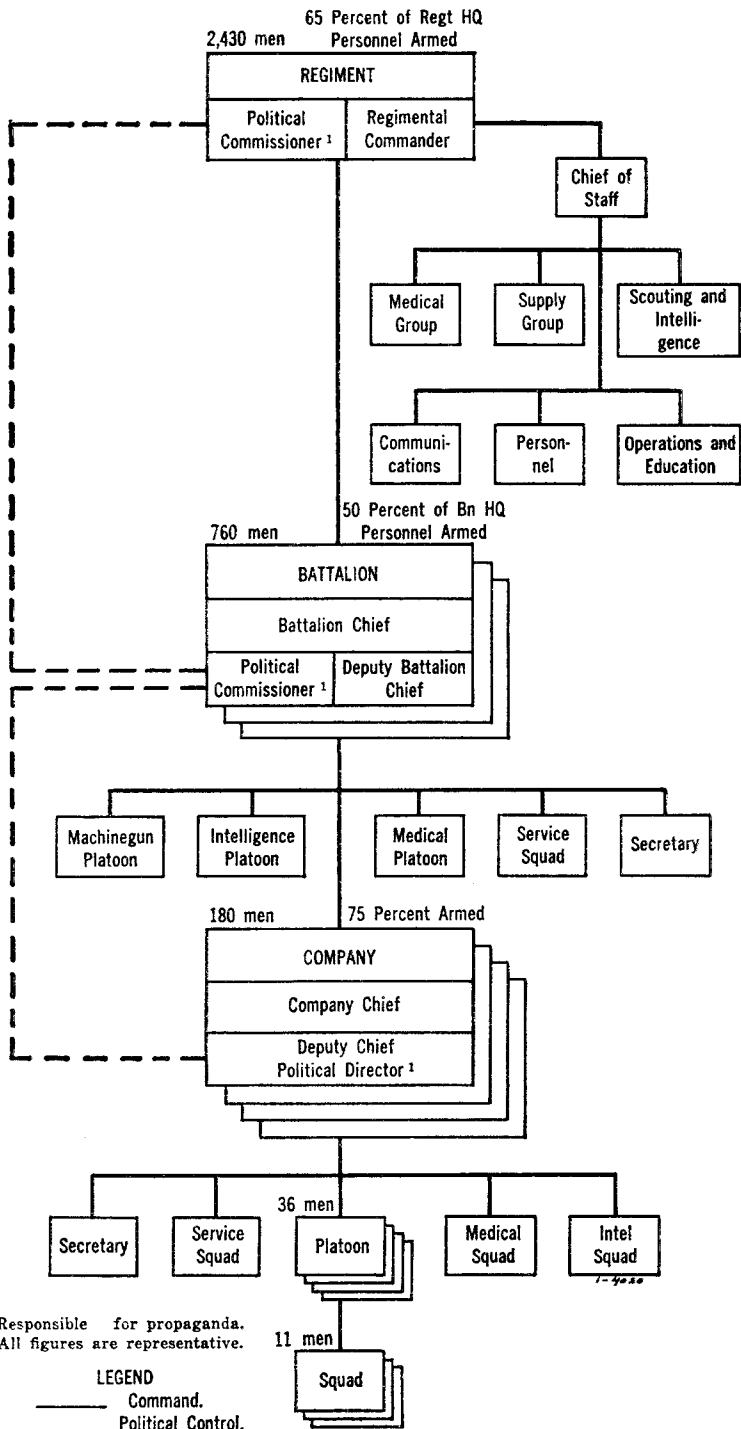 65 Percent of Regt HQ
2,430 men Personnel Armed
REGIMENT
Political
Commissioner ¹
Regimental
Commander
Chief of
Staff
Medical
Group
Supply
Group
Scouting and
Intelli-
gence
Communi-
cations
Person-
nel
Operations and
Education
50 Percent of Bn HQ
760 men Personnel Armed
BATTALION
Battalion Chief
Political
Commissioner ¹
Deputy Battalion
Chief
Machinegun
Platoon
Intelligence
Platoon
Medical
Platoon
Service
Squad
Secretary
180 men 75 Percent Armed
COMPANY
Company Chief
Deputy Chief
Political Director ¹
Secretary
Service
Squad
36 men
Platoon
Medical
Squad
Intel
Squad
1-4020
Responsible for propaganda.
All figures are representative.
11 men
Squad
LEGEND
Command.
Political Control.